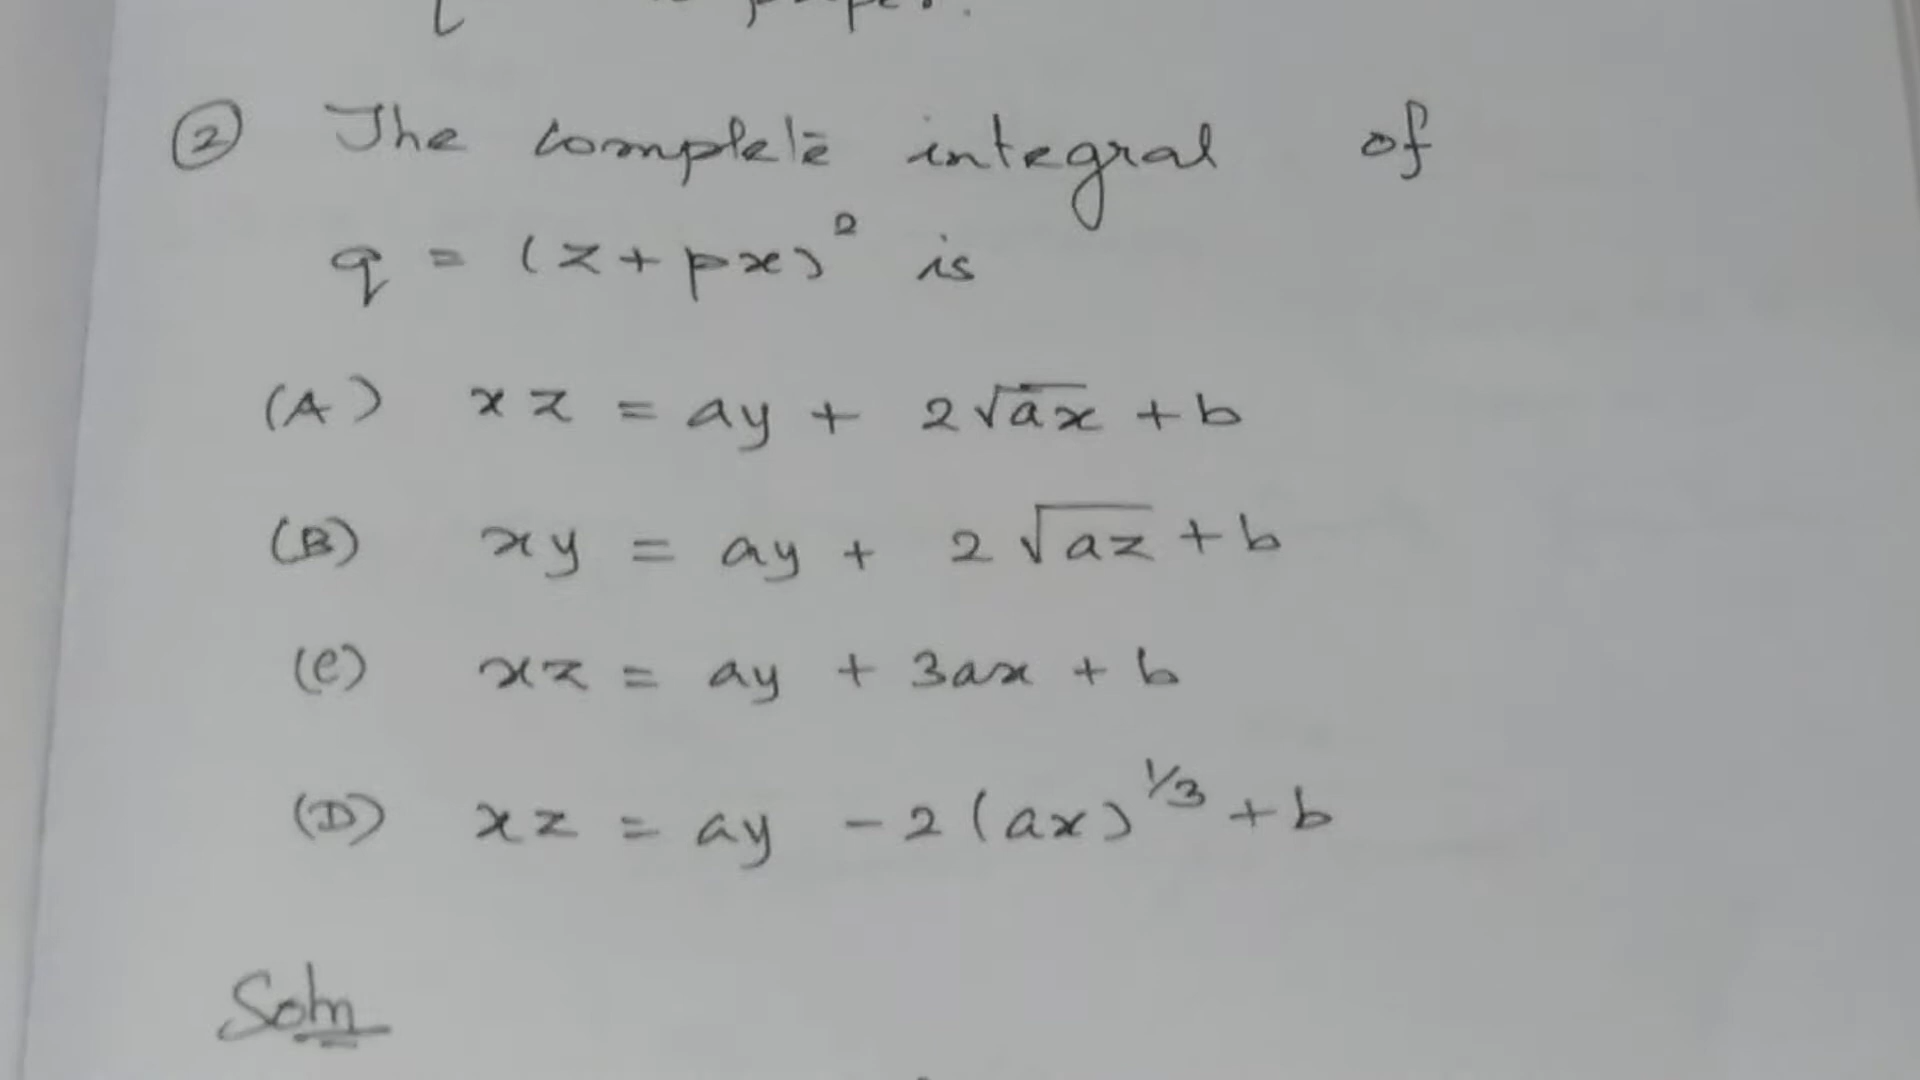 ② The complete integral of
q = (z + px)² is
(A) xz = ay + 2√ax + b
(B) xy = ay + 2√az + b
(C) xz = ay + 3ax + b
(D) xz = ay - 2(ax)^1/3 + b
Soln